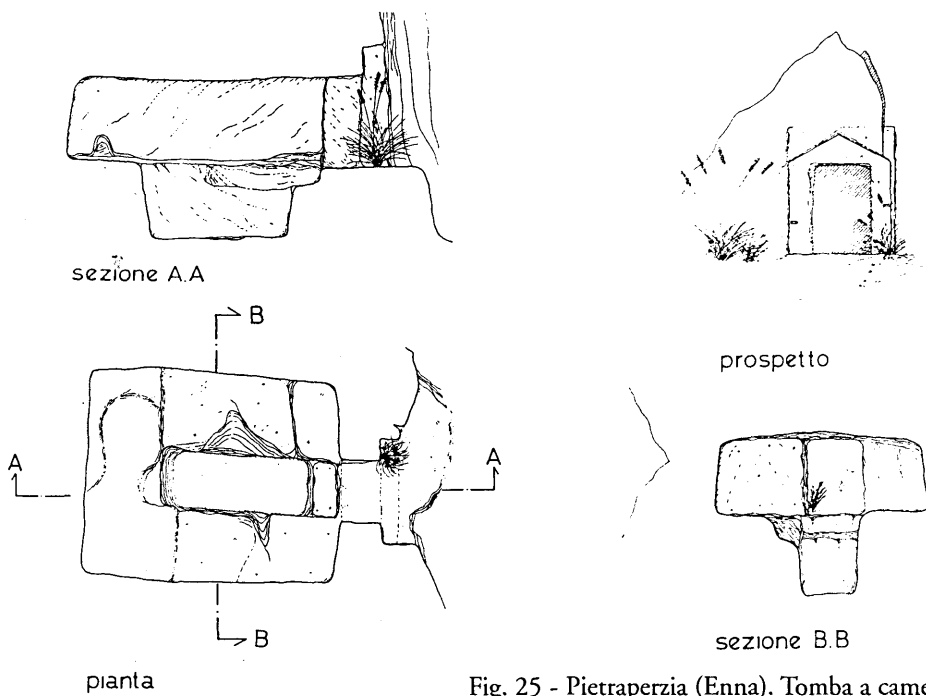 sezione A.A
prospetto
B
A
A
B
pianta
sezione B.B
Fig. 25 - Pietraperzia (Enna). Tomba a came